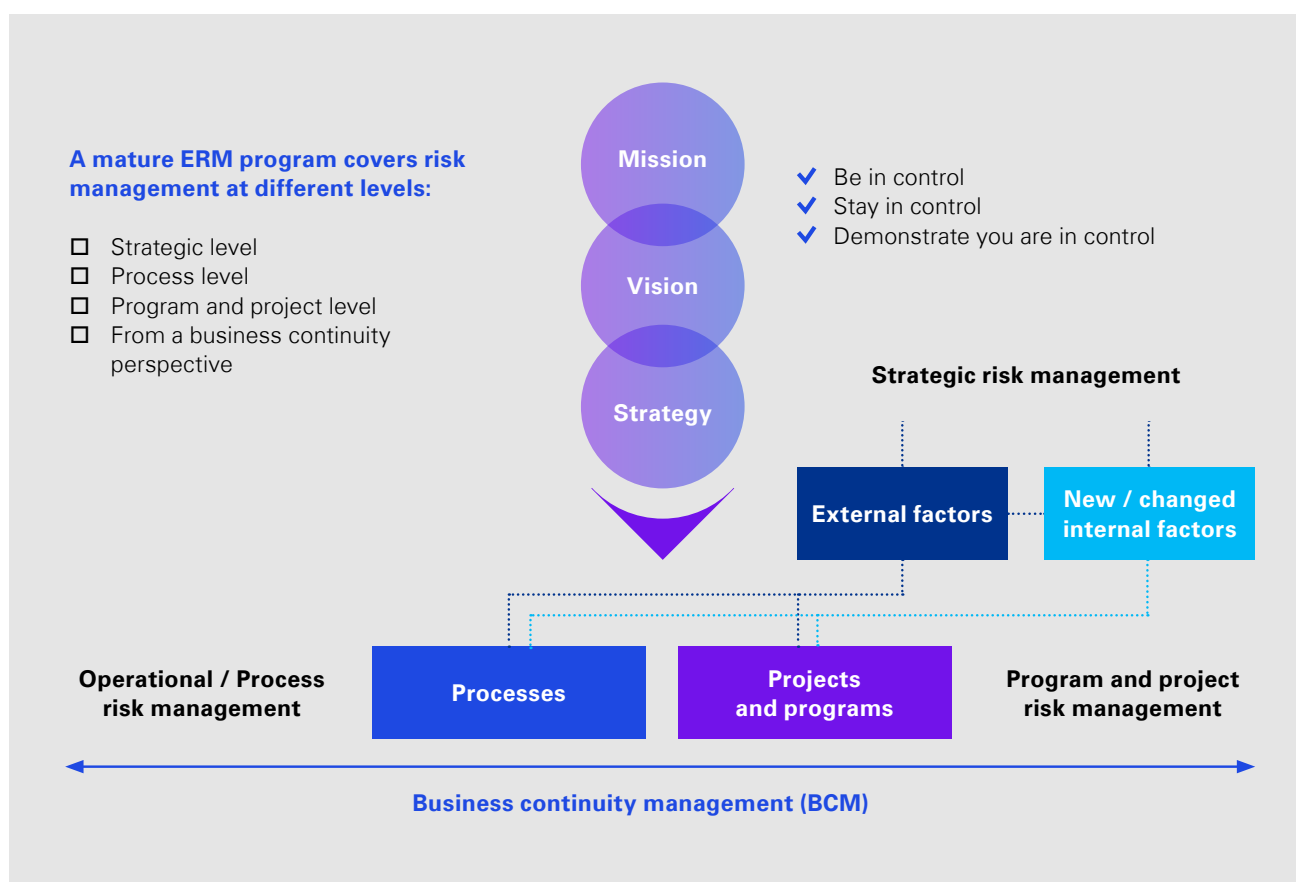 A mature ERM program covers risk
management at different levels:
☐ Strategic level
☐ Process level
☐ Program and project level
☐ From a business continuity
perspective
Mission
Vision
Strategy
✓ Be in control
✓ Stay in control
✓ Demonstrate you are in control
Strategic risk management
External factors
New / changed
internal factors
Operational / Process
risk management
Processes
Projects
and programs
Program and project
risk management
Business continuity management (BCM)